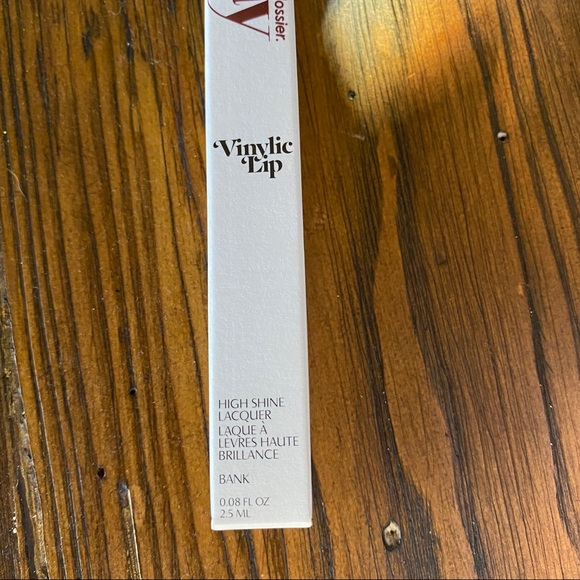 ossier.
Vinylic
Lip
HIGH SHINE
LACQUER
LAQUE À
LEVRES HAUTE
BRILLANCE
BANK
0.08 FL OZ
2.5 ML